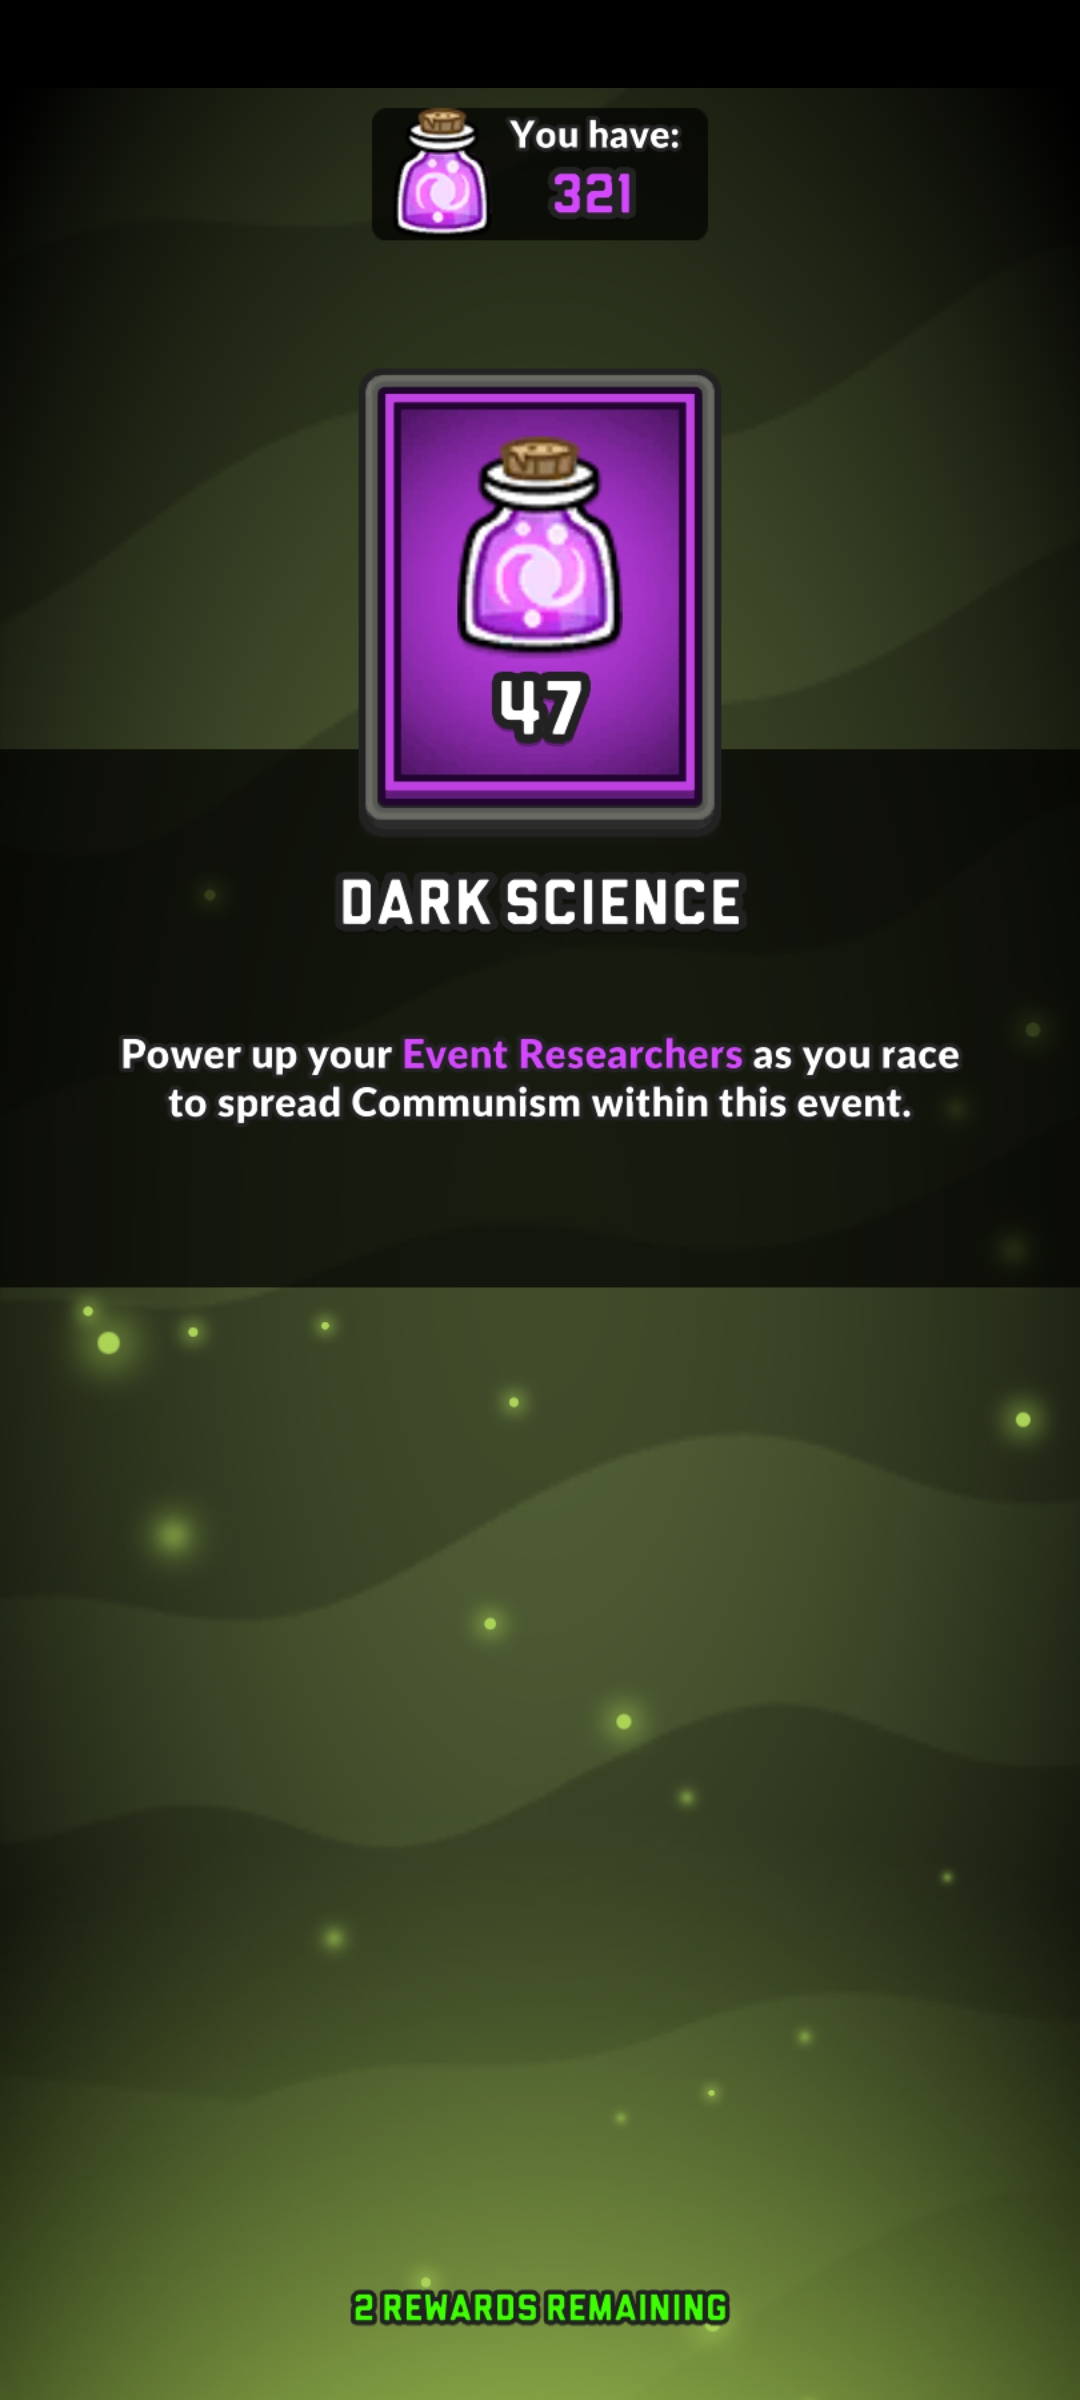 You have:
321
47
DARK SCIENCE
Power up your Event Researchers as you race
to spread Communism within this event.
2 REWARDS REMAINING